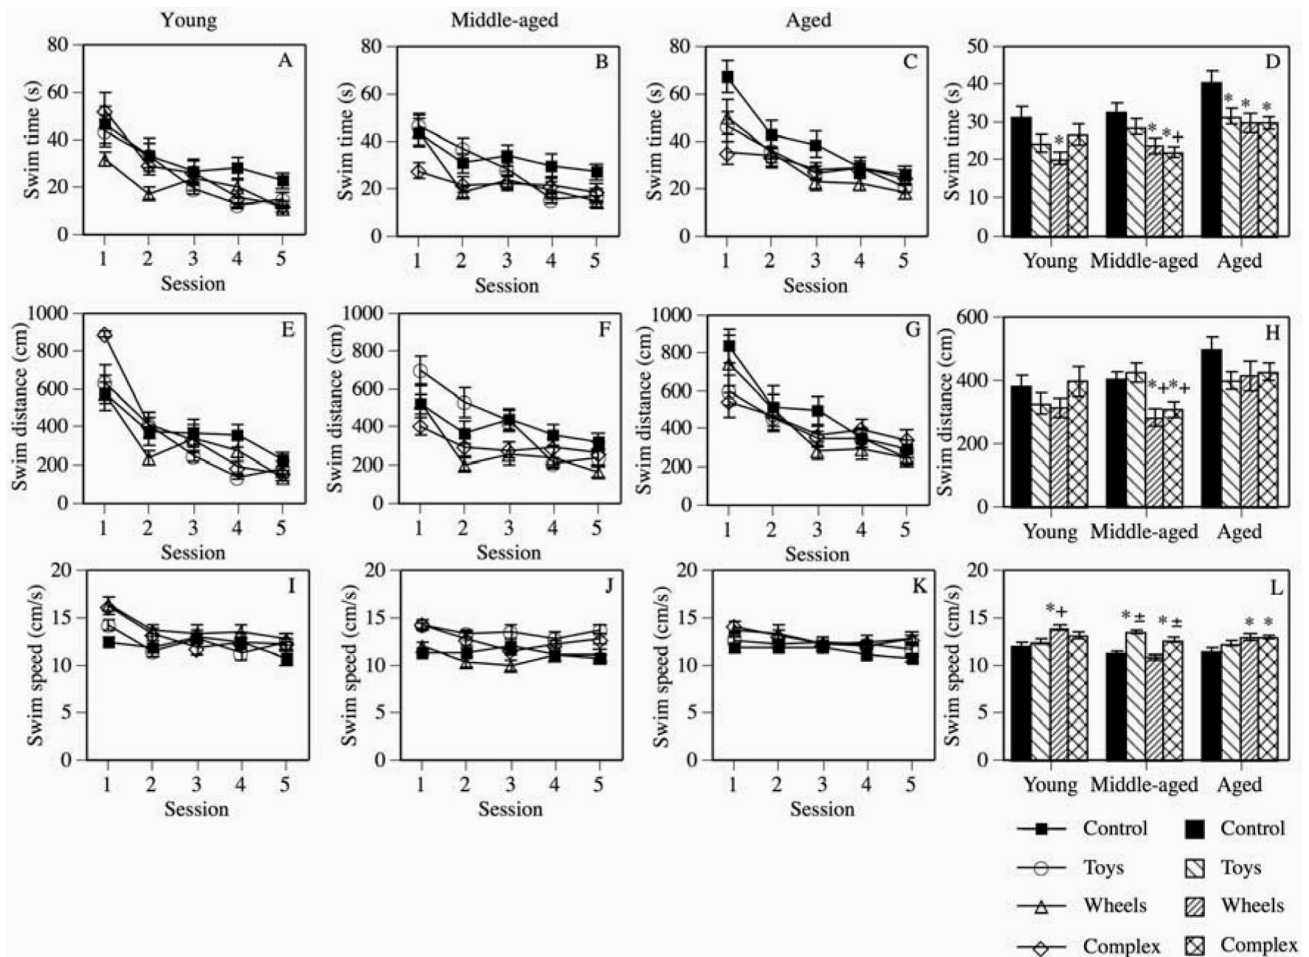 Young Middle-aged Aged
80 80 80 50
A B C D
60 60 60 40
40 40 40 30
20 20 20 20
10
0 0 0 0
Swim time (s) Swim time (s) Swim time (s) Swim time (s)
* * *+ * * *
1 2 3 4 5 1 2 3 4 5 1 2 3 4 5 Young Middle-aged Aged
Session Session Session
1000 1000 1000 600
E F G H
800 800 800
600 600 600 400
400 400 400
200 200 200 200
0 0 0 0
Swim distance (cm) Swim distance (cm) Swim distance (cm) Swim distance (cm)
*+*+
1 2 3 4 5 1 2 3 4 5 1 2 3 4 5 Young Middle-aged Aged
Session Session Session
20 20 20 20
I J K L
15 15 15 15
10 10 10 10
5 5 5 5
0 0 0 0
Swim speed (cm/s) Swim speed (cm/s) Swim speed (cm/s) Swim speed (cm/s)
*+ *± *± * *
1 2 3 4 5 1 2 3 4 5 1 2 3 4 5 Young Middle-aged Aged
Session Session Session
Control Control
Toys Toys
Wheels Wheels
Complex Complex